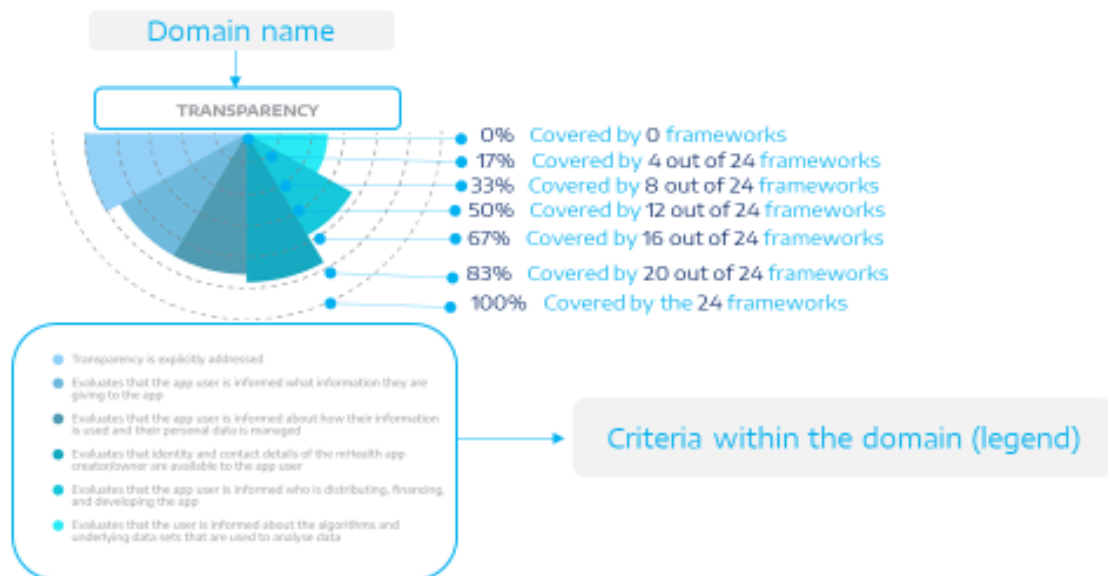 Domain name
TRANSPARENCY
0% Covered by 0 frameworks
17% Covered by 4 out of 24 frameworks
33% Covered by 8 out of 24 frameworks
50% Covered by 12 out of 24 frameworks
67% Covered by 16 out of 24 frameworks
83% Covered by 20 out of 24 frameworks
100% Covered by the 24 frameworks
Transparency is explicitly addressed
Evaluates that the app user is informed what information they are
giving to the app
Evaluates that the app user is informed about how their information
is used and their personal data is managed
Evaluates that identity and contact details of the mHealth app
creator/owner are available to the app user
Evaluates that the app user is informed who is distributing, financing,
and developing the app
Evaluates that the user is informed about the algorithms and
underlying data sets that are used to analyse data
Criteria within the domain (legend)